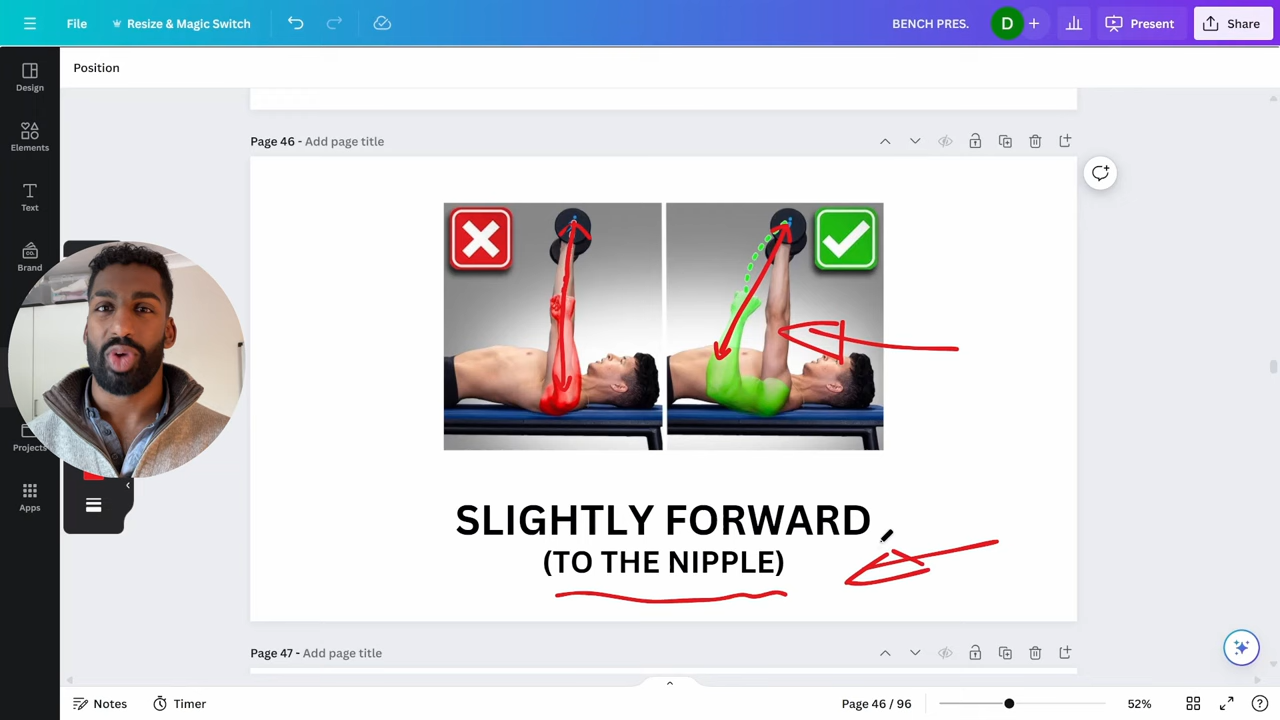 File
Resize & Magic Switch
BENCH PRES.
D
Present
Share
Design
Elements
Text
Brand
Projects
Apps
Position
Page 46 - Add page title
SLIGHTLY FORWARD
(TO THE NIPPLE)
Page 47 - Add page title
Notes
Timer
Page 46 / 96
52%